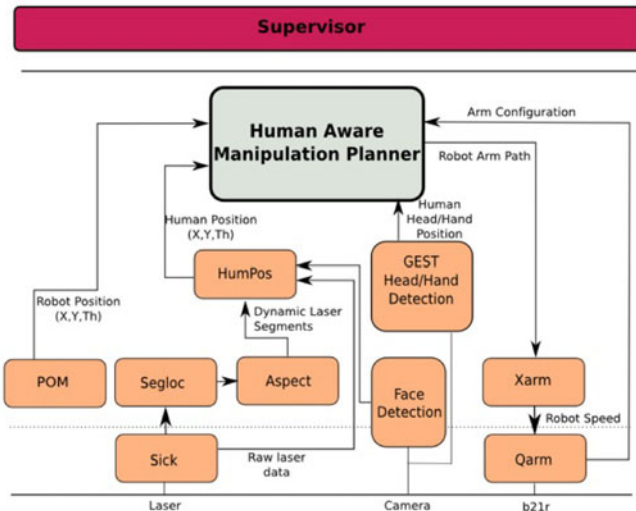 Supervisor
Arm Configuration
Human Aware
Manipulation Planner
Robot Arm Path
Human Position
(X,Y,Th)
Human
Head/Hand
Position
HumPos
GEST
Head/Hand
Detection
Robot Position
(X,Y,Th)
Dynamic Laser
Segments
POM
Segloc
Aspect
Face
Detection
Xarm
Robot Speed
Sick
Raw laser
data
Qarm
Laser
Camera
b21r